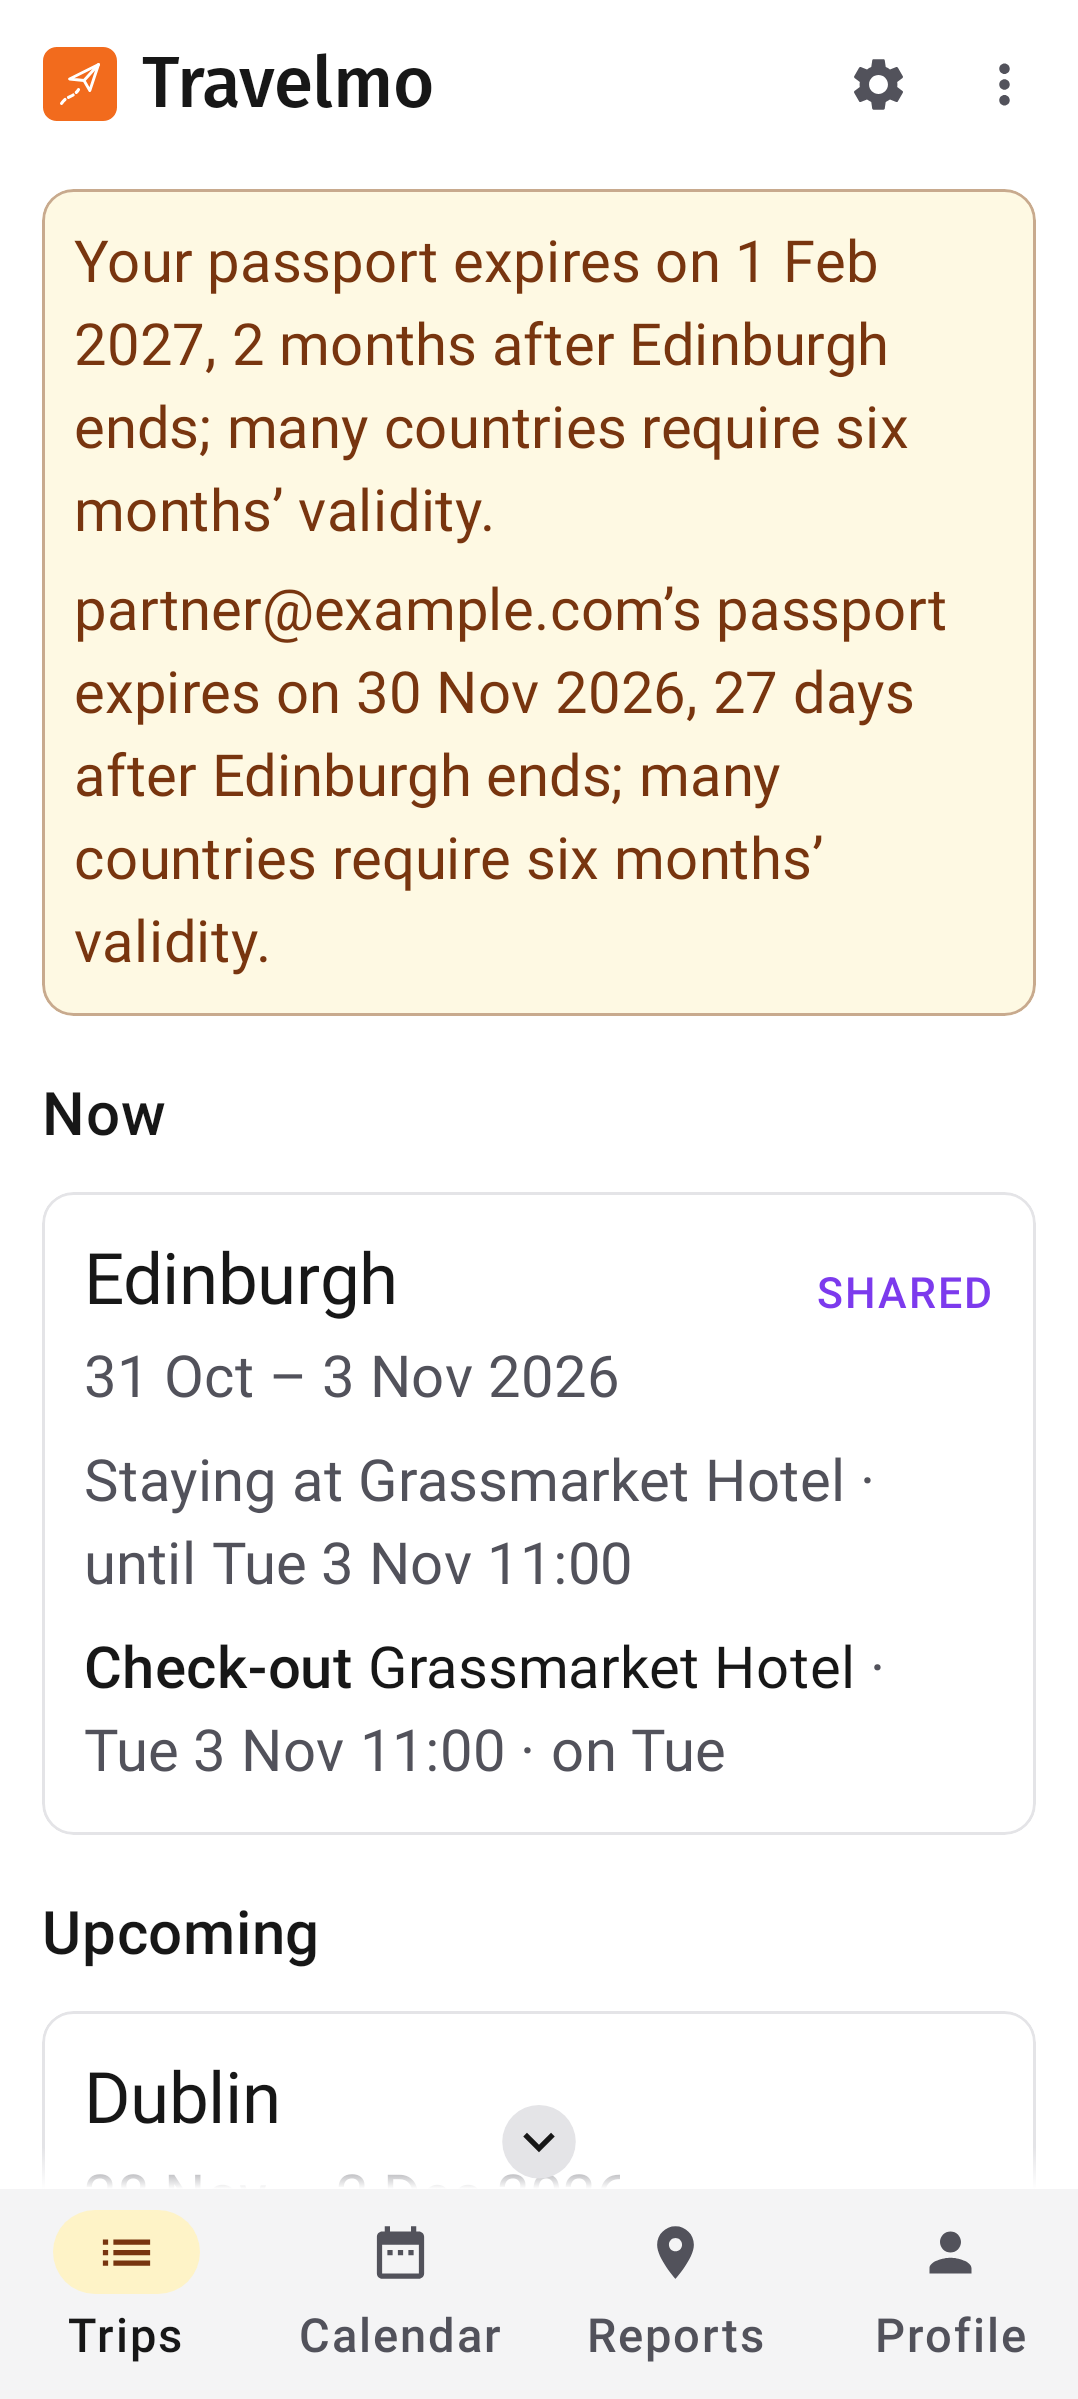 Travelmo
Your passport expires on 1 Feb
2027, 2 months after Edinburgh
ends; many countries require six
months’ validity.
partner@example.com’s passport
expires on 30 Nov 2026, 27 days
after Edinburgh ends; many
countries require six months’
validity.
Now
Edinburgh
SHARED
31 Oct – 3 Nov 2026
Staying at Grassmarket Hotel ·
until Tue 3 Nov 11:00
Check-out Grassmarket Hotel ·
Tue 3 Nov 11:00 · on Tue
Upcoming
Dublin
Trips
Calendar
Reports
Profile